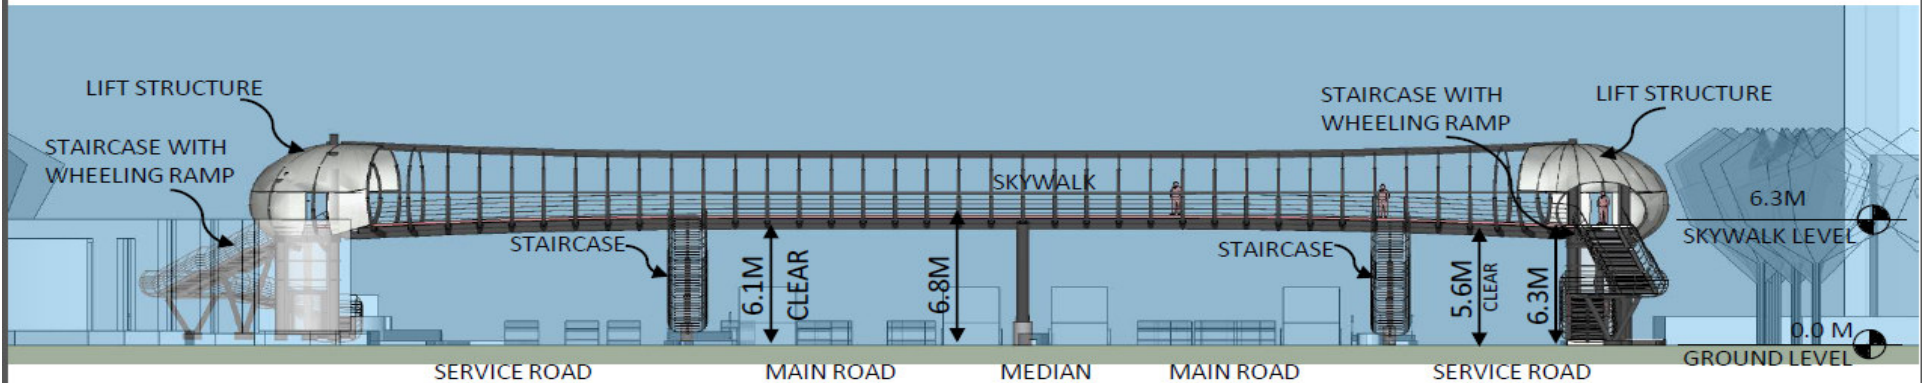 LIFT STRUCTURE
STAIRCASE WITH
WHEELING RAMP
STAIRCASE WITH
WHEELING RAMP
LIFT STRUCTURE
SKYWALK
6.3M
SKYWALK LEVEL
STAIRCASE
6.1M
CLEAR
6.8M
STAIRCASE
5.6M
CLEAR
6.3M
0.0 M
GROUND LEVEL
SERVICE ROAD
MAIN ROAD
MEDIAN
MAIN ROAD
SERVICE ROAD